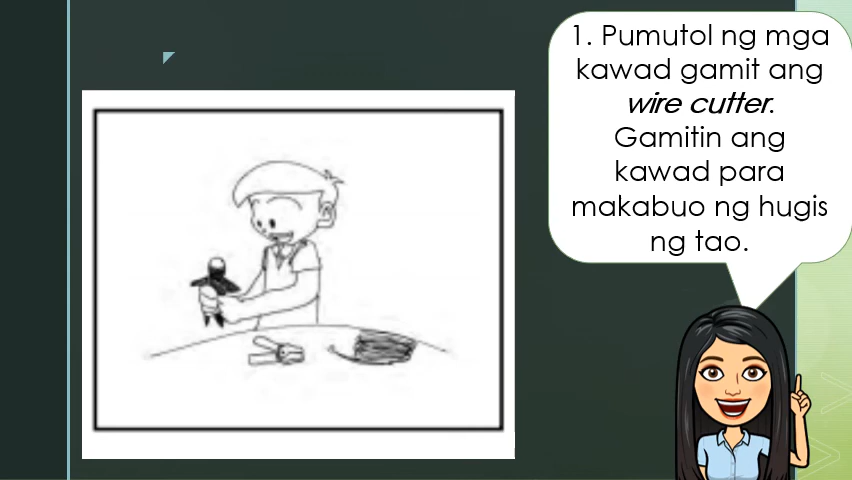 1. Pumutol ng mga
kawad gamit ang
wire cutter.
Gamitin ang
kawad para
makabuo ng hugis
ng tao.